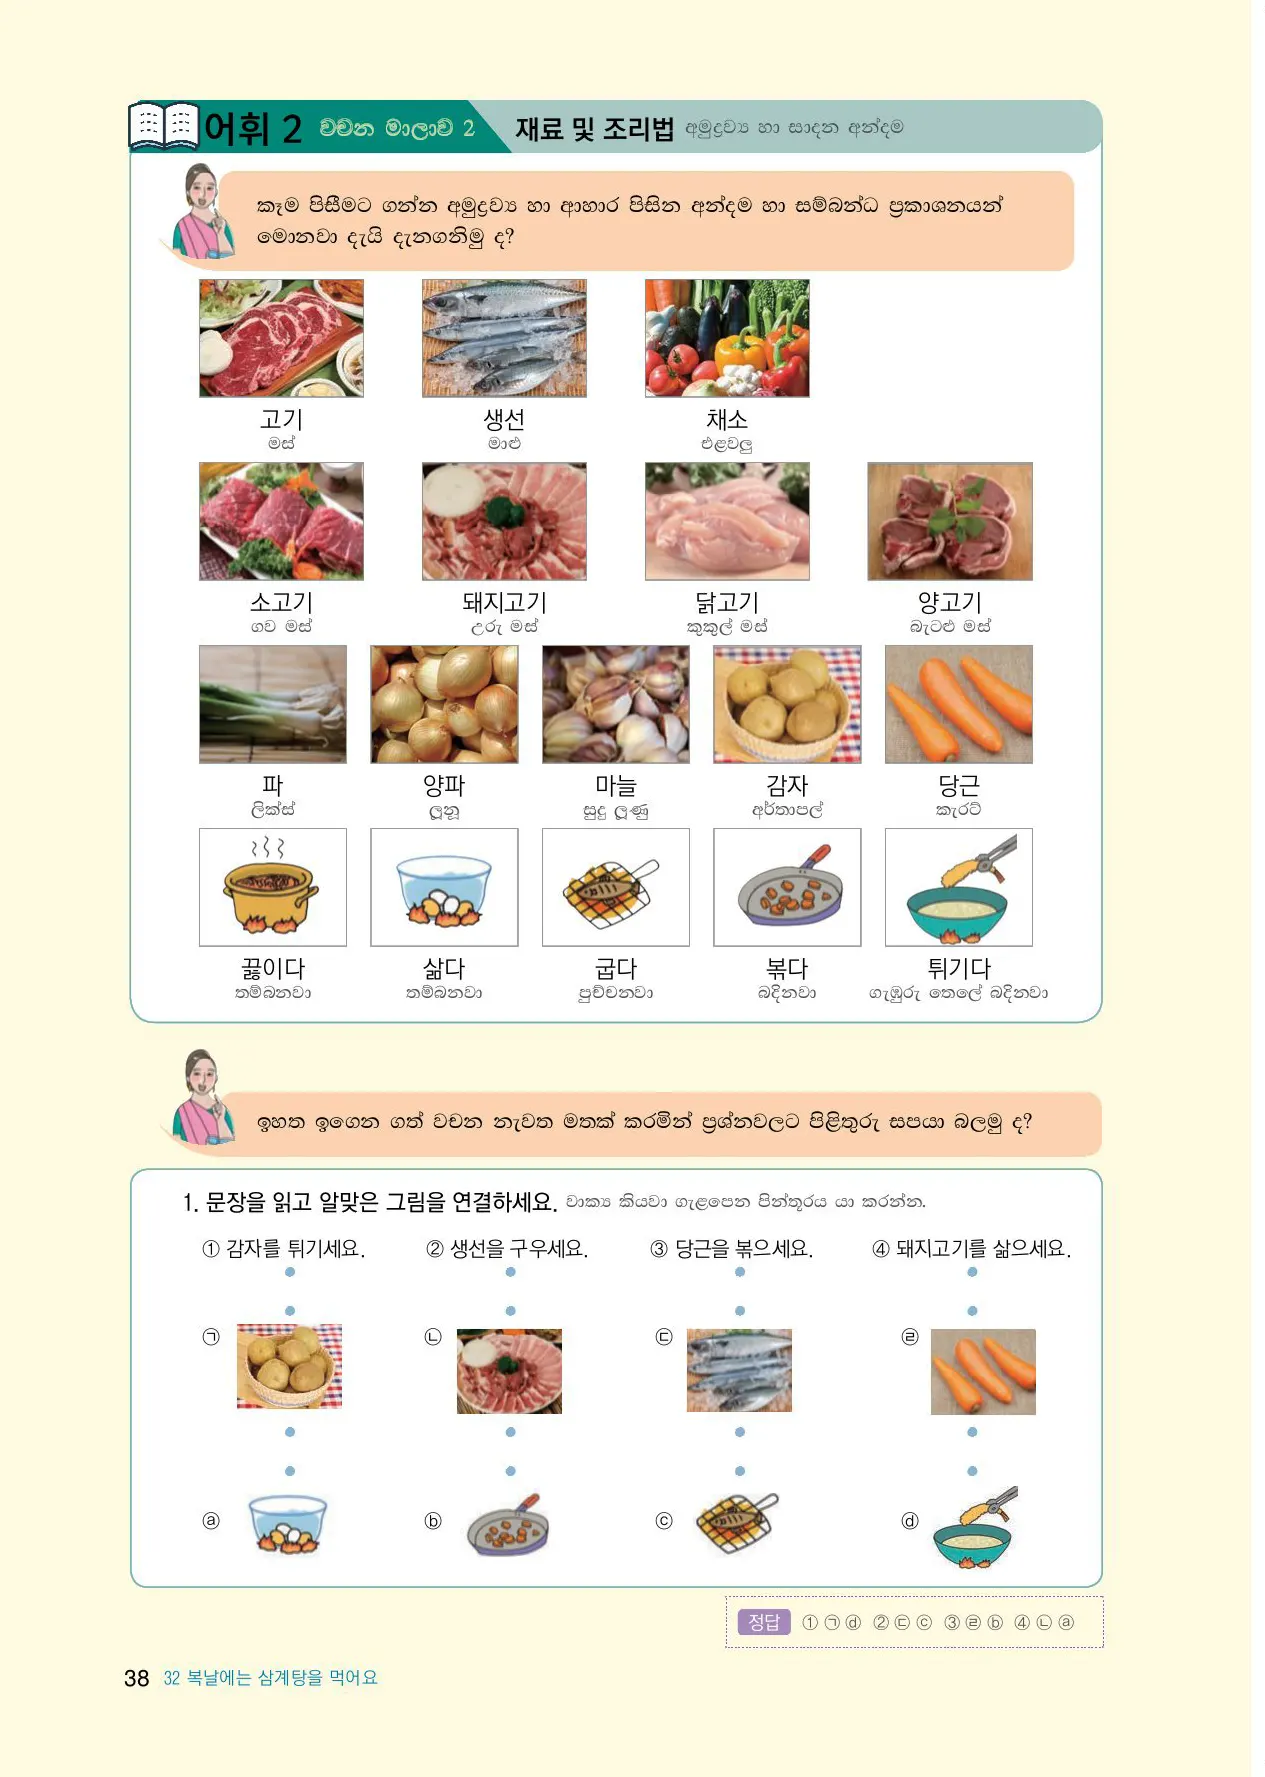 어휘 2 වචන මාලාව 2 재료 및 조리법 අමුද්‍රව්‍ය හා සාදන අන්දම
කෑම පිසීමට ගන්න අමුද්‍රව්‍ය හා ආහාර පිසින අන්දම හා සම්බන්ධ ප්‍රකාශනයන්
මොනවා දැයි දැනගනිමු ද?
고기 생선 채소
මස් මාළු එළවලු
소고기 돼지고기 닭고기 양고기
ගව මස් උරු මස් කුකුල් මස් බැටළු මස්
파 양파 마늘 감자 당근
ලික්ස් ලූනු සුදු ලූණු අර්තාපල් කැරට්
끓이다 삶다 굽다 볶다 튀기다
තම්බනවා තම්බනවා පුච්චනවා බදිනවා ගැඹුරු තෙලේ බදිනවා
ඉහත ඉගෙන ගත් වචන නැවත මතක් කරමින් ප්‍රශ්නවලට පිළිතුරු සපයා බලමු ද?
1. 문장을 읽고 알맞은 그림을 연결하세요. වාක්‍ය කියවා ගැළපෙන පින්තූරය යා කරන්න.
① 감자를 튀기세요. ② 생선을 구우세요. ③ 당근을 볶으세요. ④ 돼지고기를 삶으세요.
㉠ ㉡ ㉢ ㉣
ⓐ ⓑ ⓒ ⓓ
정답 ① ㉠ ⓓ ② ㉢ ⓒ ③ ㉣ ⓑ ④ ㉡ ⓐ
38 32 복날에는 삼계탕을 먹어요